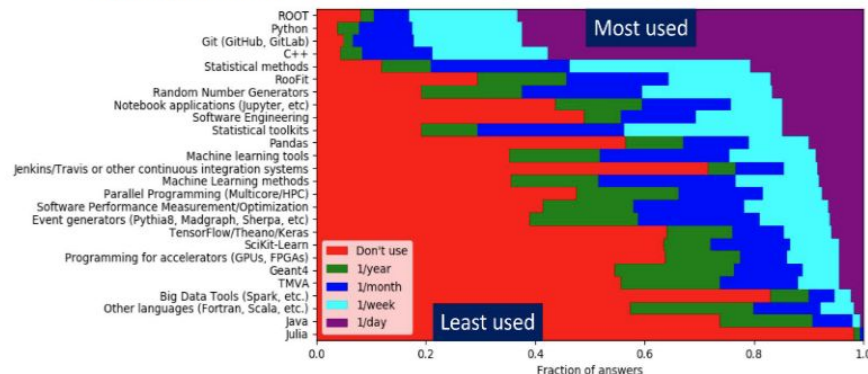 ROOT
Python
Git (GitHub, GitLab)
C++
Statistical methods
RooFit
Random Number Generators
Notebook applications (Jupyter, etc)
Software Engineering
Statistical toolkits
Pandas
Machine learning tools
Jenkins/Travis or other continuous integration systems
Machine Learning methods
Parallel Programming (Multicore/HPC)
Software Performance Measurement/Optimization
Event generators (Pythia8, Madgraph, Sherpa, etc)
TensorFlow/Theano/Keras
SciKit-Learn
Programming for accelerators (GPUs, FPGAs)
Geant4
TMVA
Big Data Tools (Spark, etc.)
Other languages (Fortran, Scala, etc.)
Java
Julia
Most used
Don't use
1/year
1/month
1/week
1/day
Least used
0.0 0.2 0.4 0.6 0.8 1.0
Fraction of answers